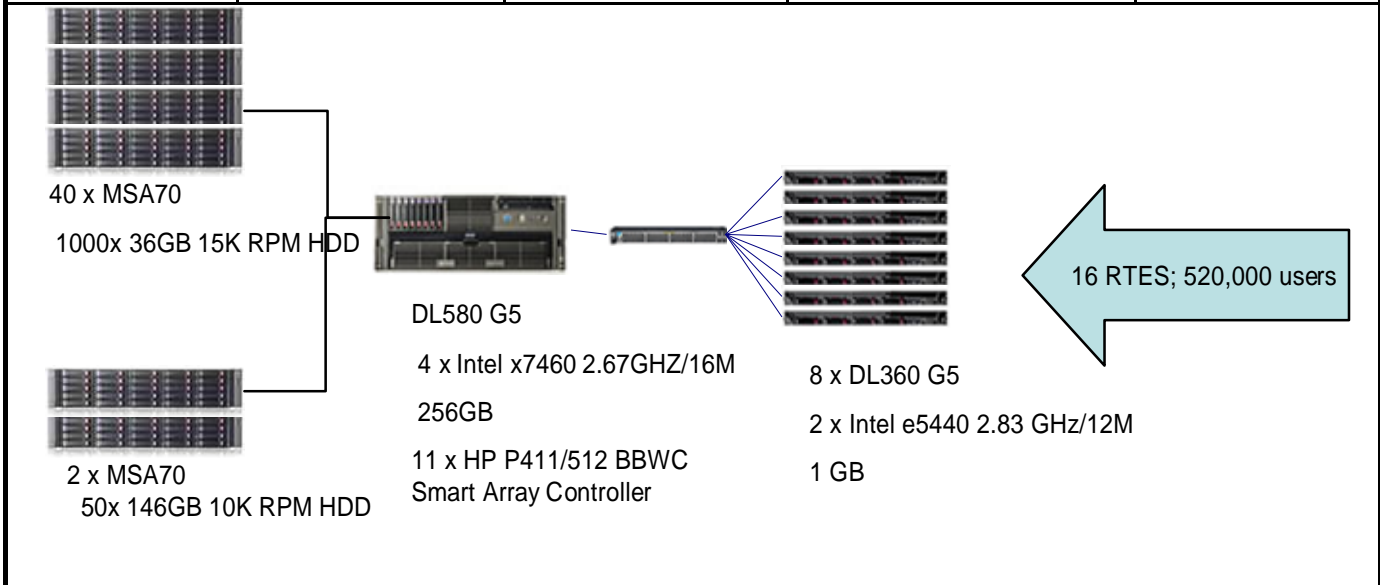 40 x MSA70
1000x 36GB 15K RPM HDD
2 x MSA70
50x 146GB 10K RPM HDD
DL580 G5
4 x Intel x7460 2.67GHZ/16M
256GB
11 x HP P411/512 BBWC
Smart Array Controller
8 x DL360 G5
2 x Intel e5440 2.83 GHz/12M
1 GB
16 RTES; 520,000 users